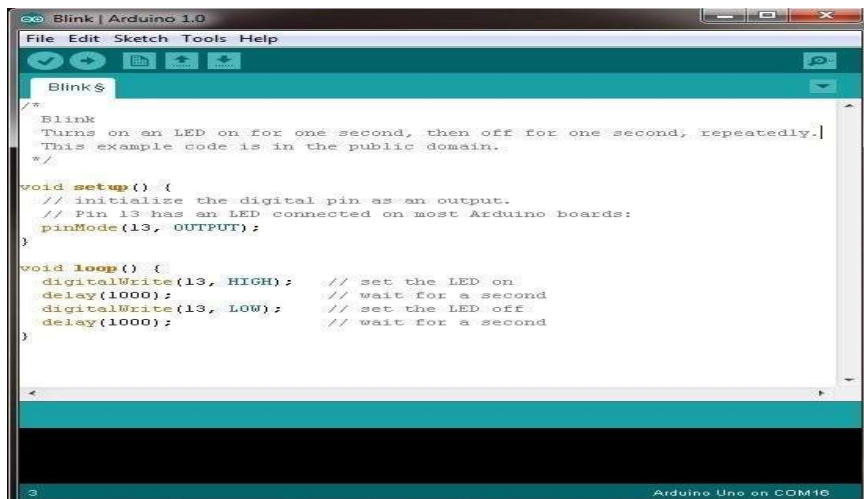 Blink | Arduino 1.0
File Edit Sketch Tools Help
Blink §
/*
  Blink
  Turns on an LED on for one second, then off for one second, repeatedly.
  This example code is in the public domain.
 */
void setup() {
  // initialize the digital pin as an output.
  // Pin 13 has an LED connected on most Arduino boards:
  pinMode(13, OUTPUT);
}
void loop() {
  digitalWrite(13, HIGH);   // set the LED on
  delay(1000);              // wait for a second
  digitalWrite(13, LOW);    // set the LED off
  delay(1000);              // wait for a second
}
3
Arduino Uno on COM16